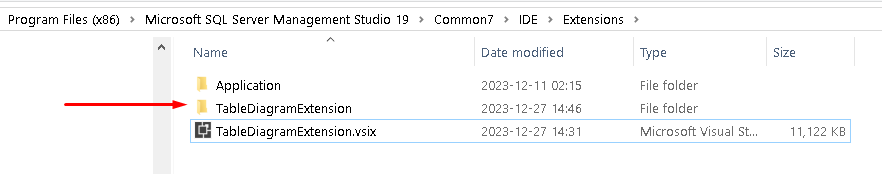 Program Files (x86) > Microsoft SQL Server Management Studio 19 > Common7 > IDE > Extensions >
Name Date modified Type Size
Application 2023-12-11 02:15 File folder
TableDiagramExtension 2023-12-27 14:46 File folder
TableDiagramExtension.vsix 2023-12-27 14:31 Microsoft Visual St... 11,122 KB